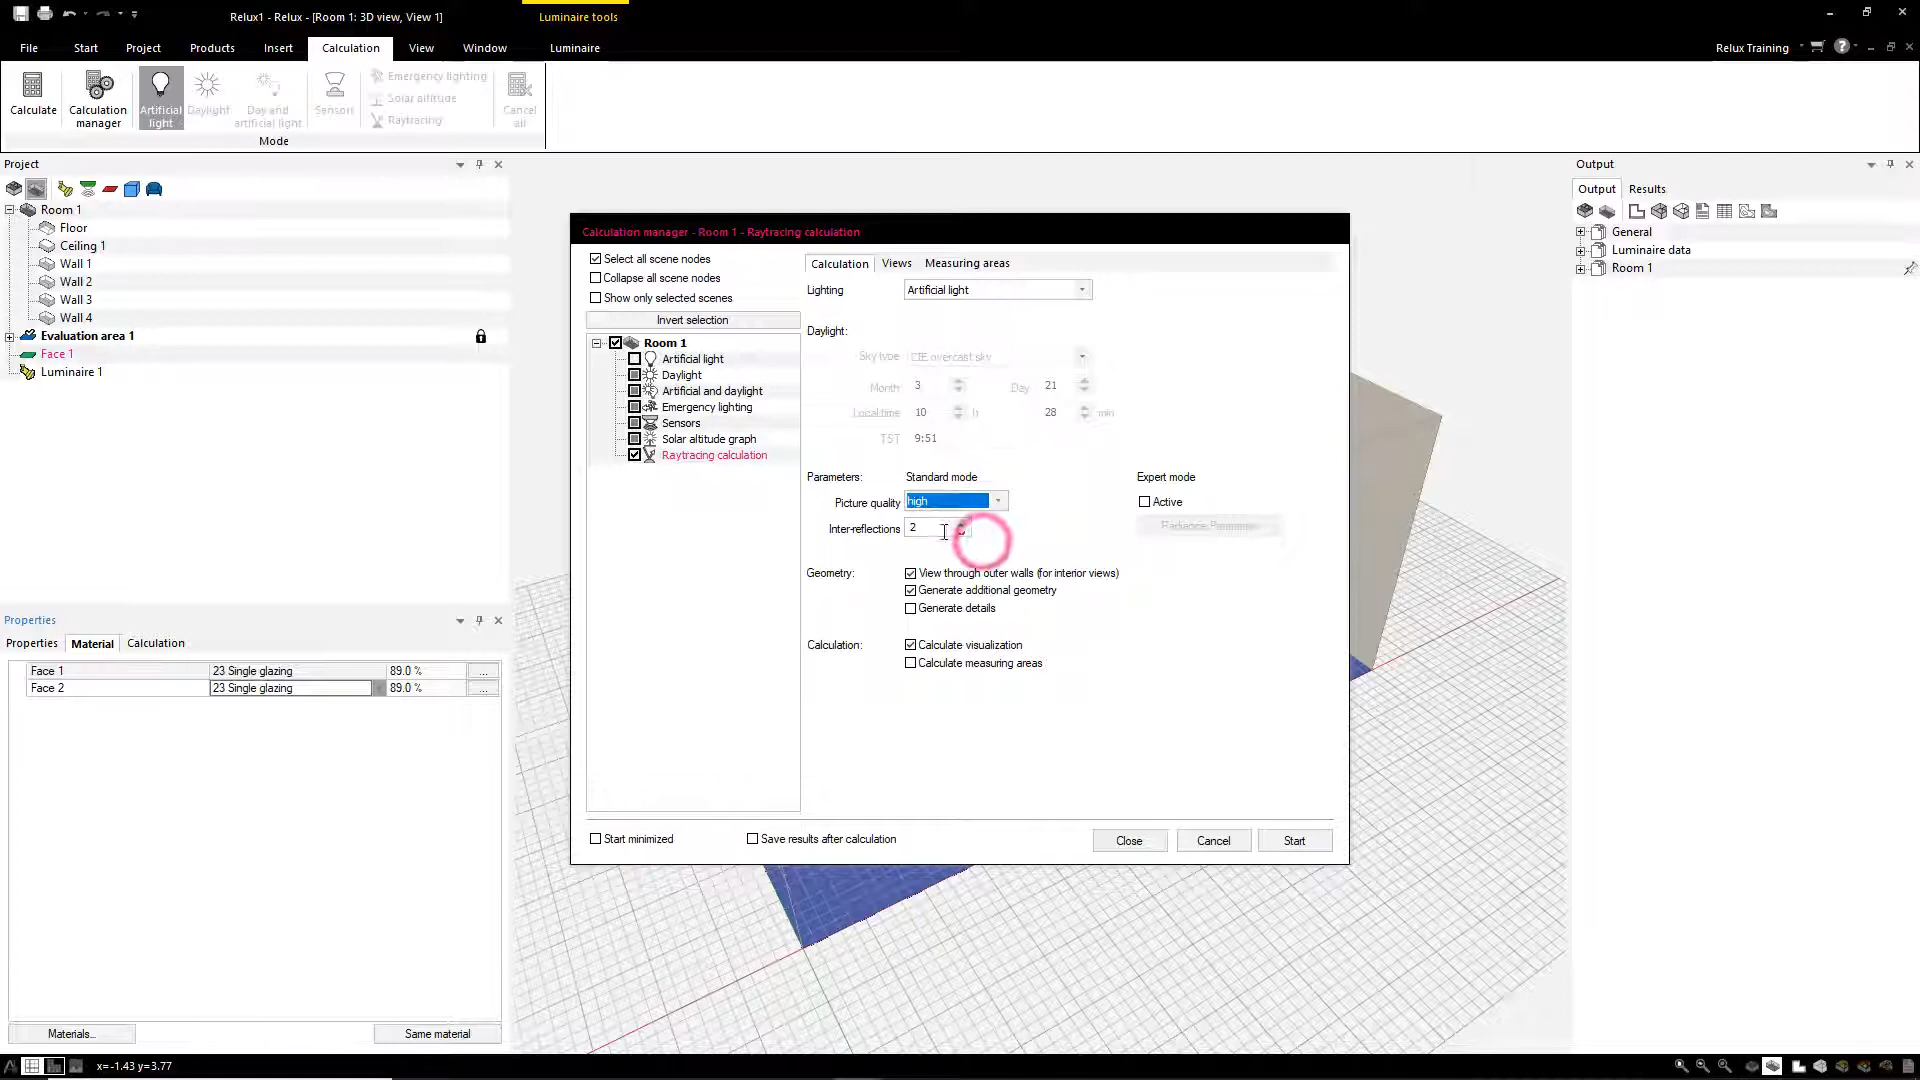 Relux1 - Relux - [Room 1: 3D view, View 1]
Luminaire tools
File
Start
Project
Products
Insert
Calculation
View
Window
Luminaire
Relux Training
Calculate
Calculation manager
Artificial light
Daylight
Day and artificial light
Sensors
Emergency lighting
Solar altitude
Raytracing
Cancel all
Mode
Project
Room 1
Floor
Ceiling 1
Wall 1
Wall 2
Wall 3
Wall 4
Evaluation area 1
Face 1
Luminaire 1
Properties
Properties
Material
Calculation
Face 1 23 Single glazing 89.0 % ...
Face 2 23 Single glazing 89.0 % ...
Materials...
Same material
x=-1.43 y=3.77
Calculation manager - Room 1 - Raytracing calculation
Select all scene nodes
Collapse all scene nodes
Show only selected scenes
Invert selection
Room 1
Artificial light
Daylight
Artificial and daylight
Emergency lighting
Sensors
Solar altitude graph
Raytracing calculation
Calculation
Views
Measuring areas
Lighting Artificial light
Daylight:
Sky type CIE overcast sky
Month 3 Day 21
Local time 10 h 28 min
TST 9:51
Parameters: Standard mode Expert mode
Picture quality high Active
Inter-reflections 2
Geometry: View through outer walls (for interior views)
Generate additional geometry
Generate details
Calculation: Calculate visualization
Calculate measuring areas
Start minimized
Save results after calculation
Close
Cancel
Start
Output
Output
Results
General
Luminaire data
Room 1